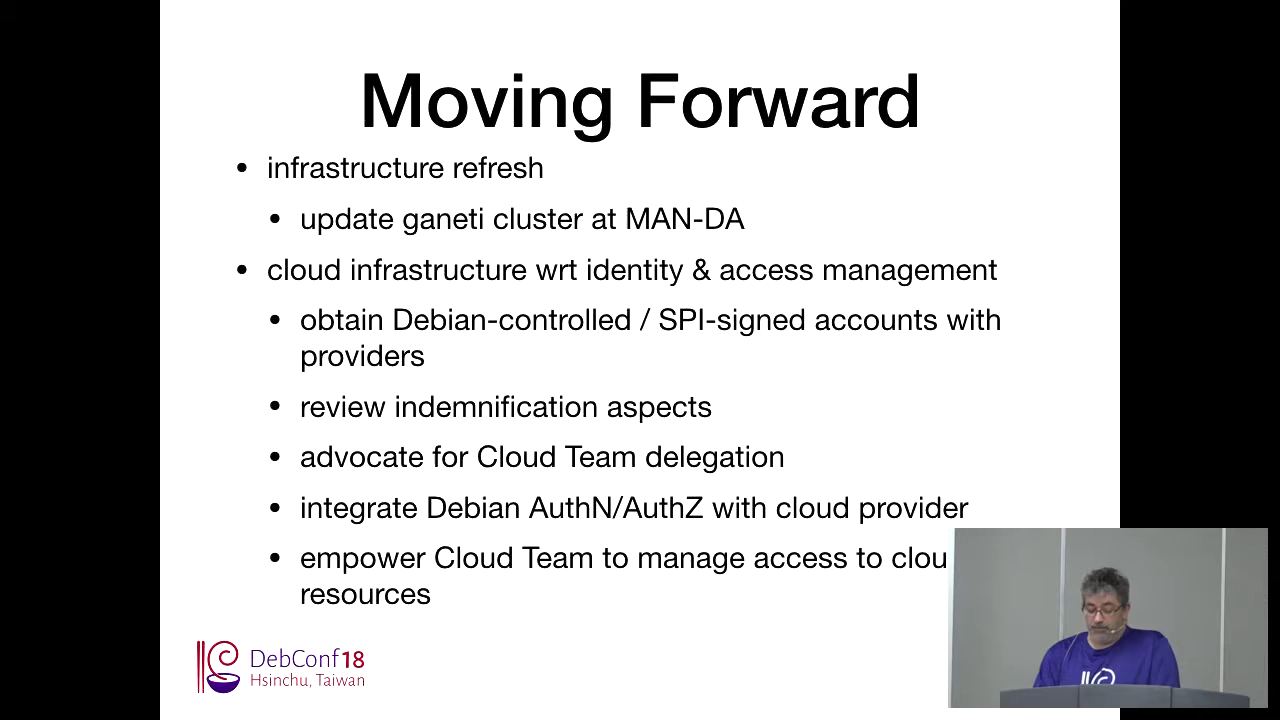 Moving Forward
• infrastructure refresh
• update ganeti cluster at MAN-DA
• cloud infrastructure wrt identity & access management
• obtain Debian-controlled / SPI-signed accounts with
providers
• review indemnification aspects
• advocate for Cloud Team delegation
• integrate Debian AuthN/AuthZ with cloud provider
• empower Cloud Team to manage access to clou
resources
DebConf18
Hsinchu, Taiwan